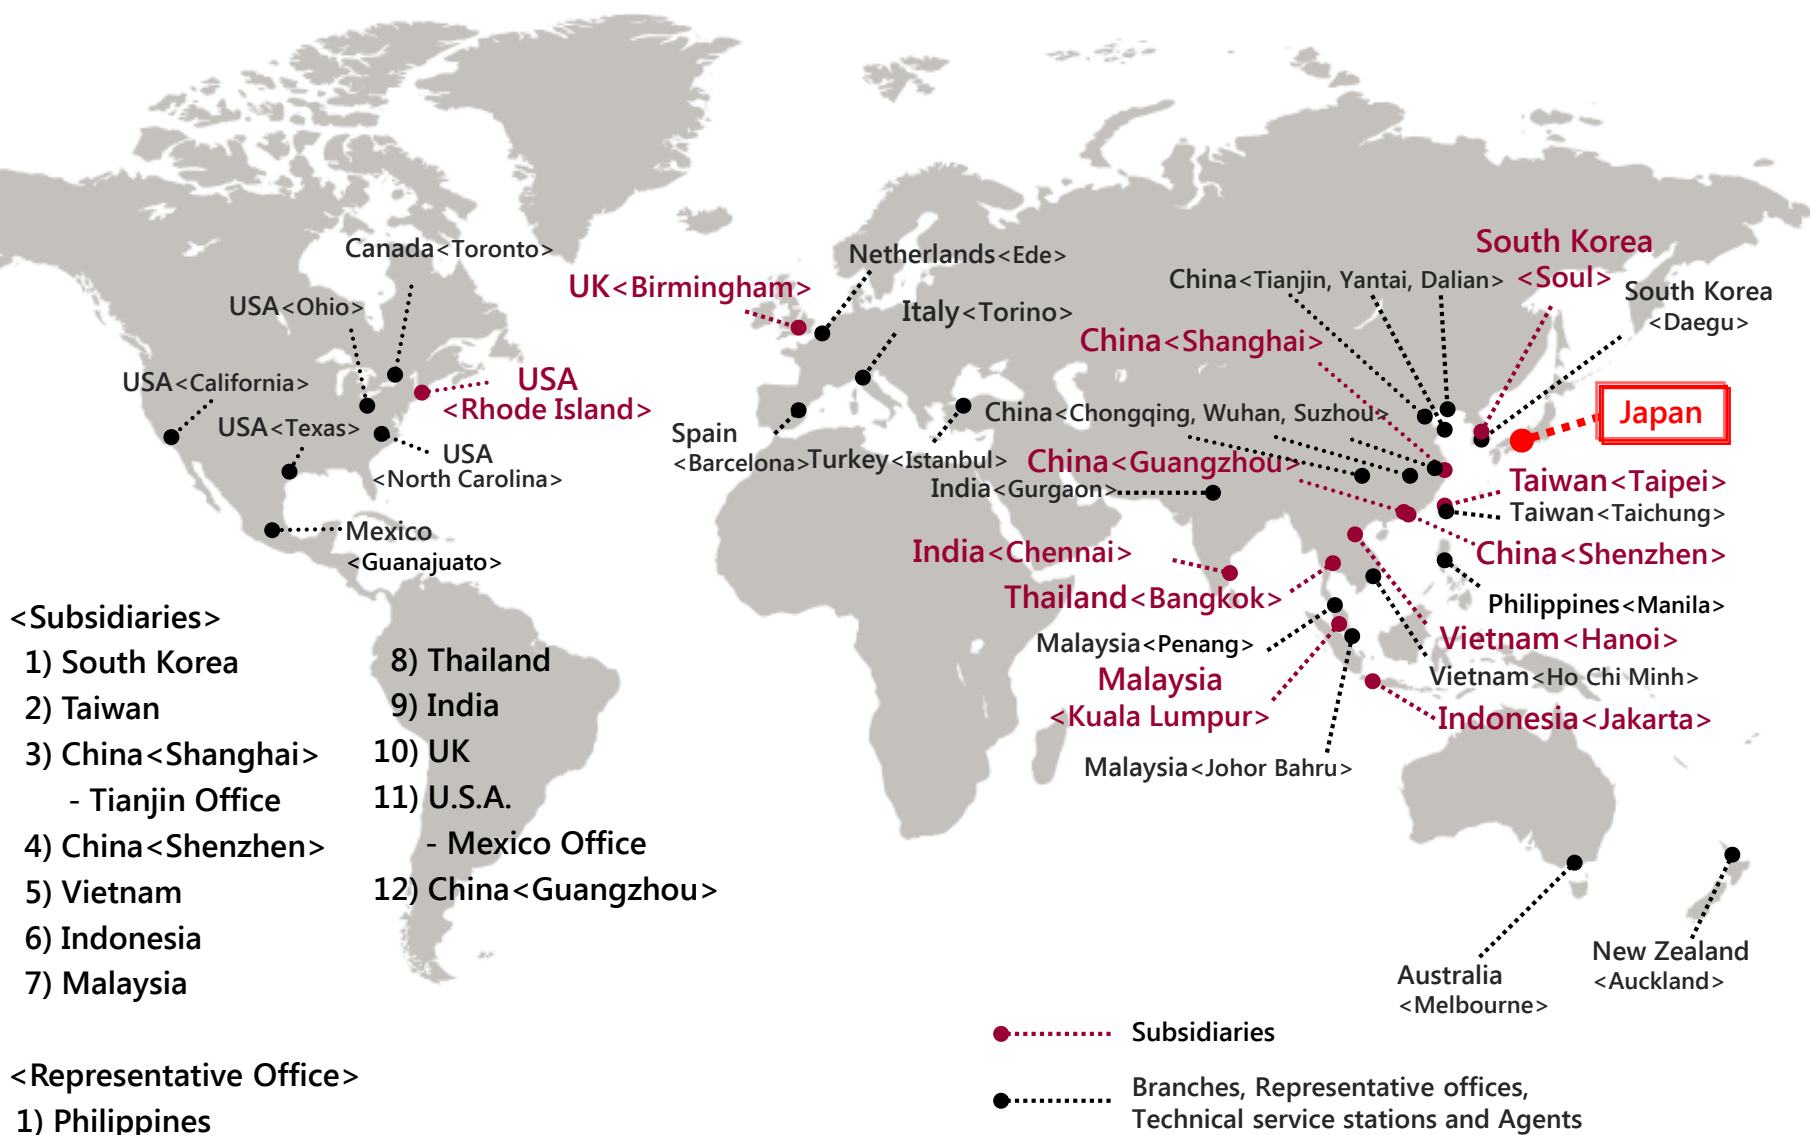 Canada<Toronto>
USA<Ohio>
USA<California>
USA
<Rhode Island>
USA<Texas>
USA
<North Carolina>
Mexico
<Guanajuato>
UK<Birmingham>
Netherlands<Ede>
Italy<Torino>
Spain
<Barcelona>
Turkey<Istanbul>
China<Tianjin, Yantai, Dalian>
South Korea
<Soul>
South Korea
<Daegu>
China<Shanghai>
Japan
China<Chongqing, Wuhan, Suzhou>
China<Guangzhou>
India<Gurgaon>
Taiwan<Taipei>
Taiwan<Taichung>
China<Shenzhen>
India<Chennai>
Thailand<Bangkok>
Philippines<Manila>
Malaysia<Penang>
Vietnam<Hanoi>
Vietnam<Ho Chi Minh>
Malaysia
<Kuala Lumpur>
Indonesia<Jakarta>
Malaysia<Johor Bahru>
Australia
<Melbourne>
New Zealand
<Auckland>
<Subsidiaries>
1) South Korea
2) Taiwan
3) China<Shanghai>
- Tianjin Office
4) China<Shenzhen>
5) Vietnam
6) Indonesia
7) Malaysia
8) Thailand
9) India
10) UK
11) U.S.A.
- Mexico Office
12) China<Guangzhou>
<Representative Office>
1) Philippines
Subsidiaries
Branches, Representative offices,
Technical service stations and Agents